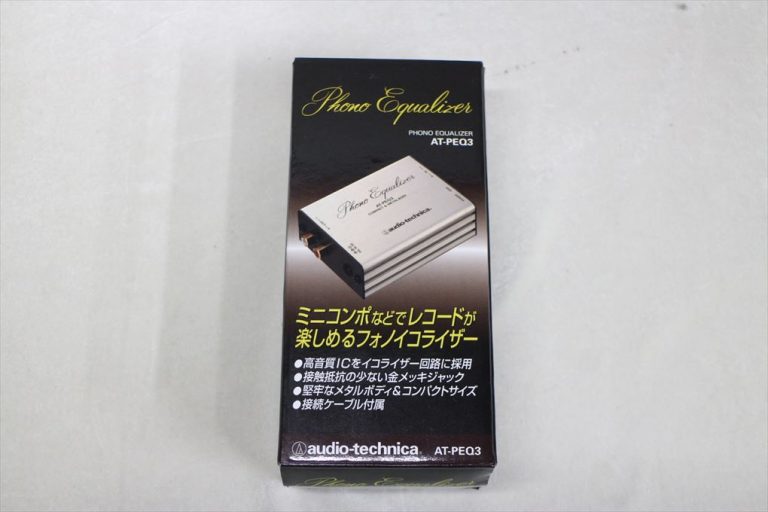 Phono Equalizer
PHONO EQUALIZER
AT-PEQ3
Phono Equalizer
AT-PEQ3
audio-technica
ミニコンポなどでレコードが
楽しめるフォノイコライザー
●高音質ICをイコライザー回路に採用
●接触抵抗の少ない金メッキジャック
●堅牢なメタルボディ&コンパクトサイズ
●接続ケーブル付属
audio-technica® AT-PEQ3
Phono Equalizer